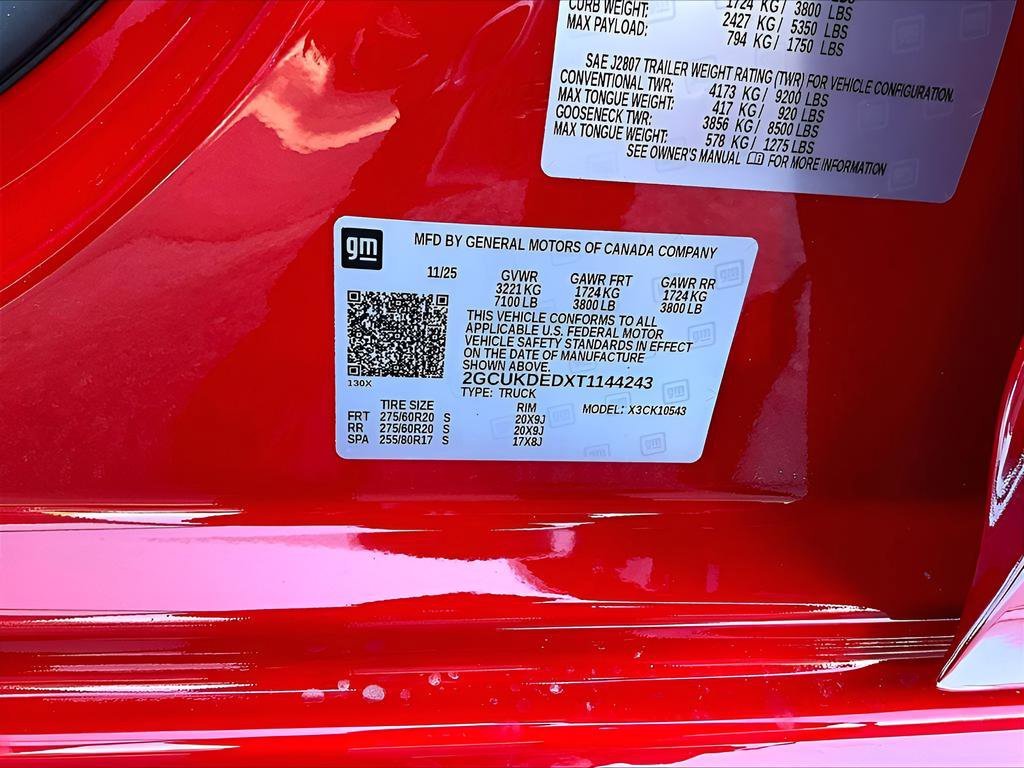 CURB WEIGHT: 1724 KG / 3800 LBS
MAX PAYLOAD: 2427 KG / 5350 LBS
794 KG / 1750 LBS
SAE J2807 TRAILER WEIGHT RATING (TWR) FOR VEHICLE CONFIGURATION.
CONVENTIONAL TWR: 4173 KG / 9200 LBS
MAX TONGUE WEIGHT: 417 KG / 920 LBS
GOOSENECK TWR: 3856 KG / 8500 LBS
MAX TONGUE WEIGHT: 578 KG / 1275 LBS
SEE OWNER'S MANUAL FOR MORE INFORMATION
gm
MFD BY GENERAL MOTORS OF CANADA COMPANY
11/25 GVWR GAWR FRT GAWR RR
3221 KG 1724 KG 1724 KG
7100 LB 3800 LB 3800 LB
THIS VEHICLE CONFORMS TO ALL
APPLICABLE U.S. FEDERAL MOTOR
VEHICLE SAFETY STANDARDS IN EFFECT
ON THE DATE OF MANUFACTURE
SHOWN ABOVE.
2GCUKDEDXT1144243
130X
TYPE: TRUCK
MODEL: X3CK10543
TIRE SIZE RIM
FRT 275/60R20 S 20X9J
RR 275/60R20 S 20X9J
SPA 255/80R17 S 17X8J